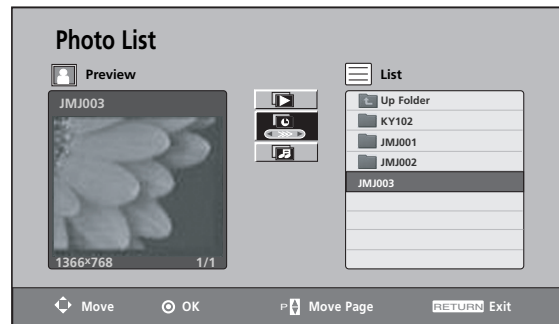 Photo List
Preview
JMJ003
1366×768 1/1
List
Up Folder
KY102
JMJ001
JMJ002
JMJ003
Move OK P Move Page RETURN Exit